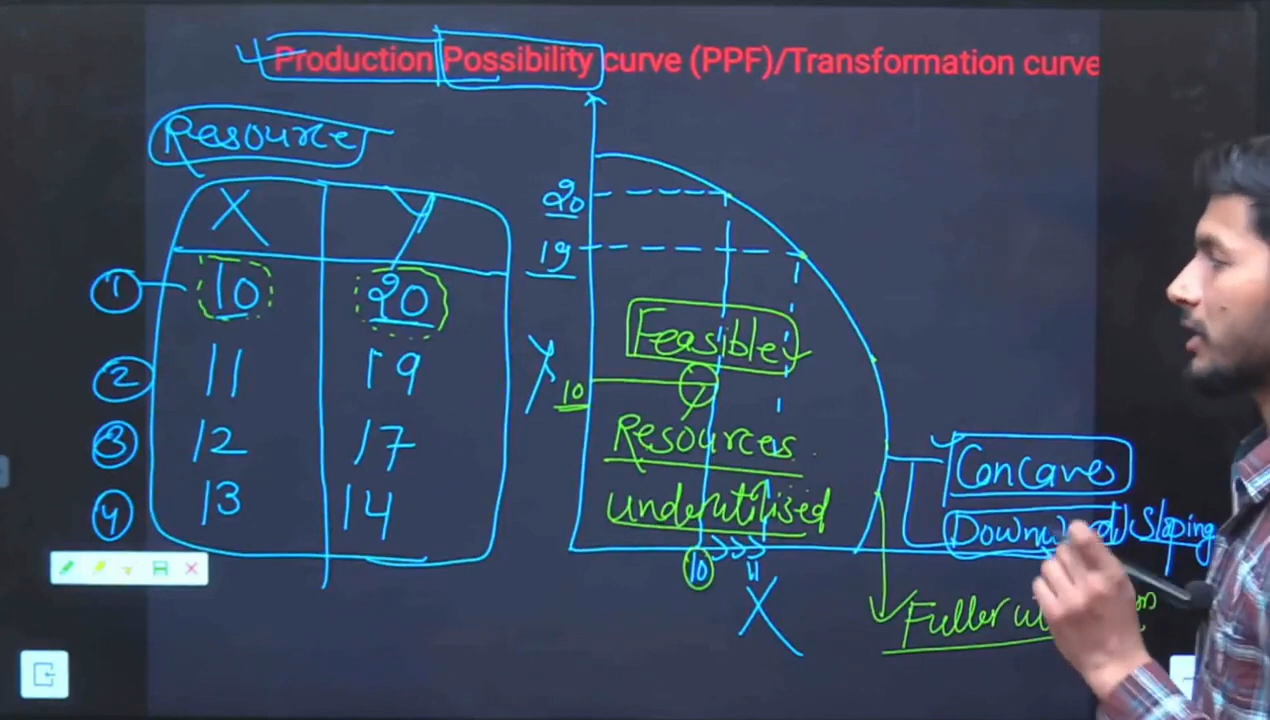 Production Possibility curve (PPF)/Transformation curve
Resource
X Y
① 10 20
② 11 19
③ 12 17
④ 13 14
20
19
Y
10
Feasible
Resources
underutilised
10 11
X
Concave
Downward Sloping
Fuller